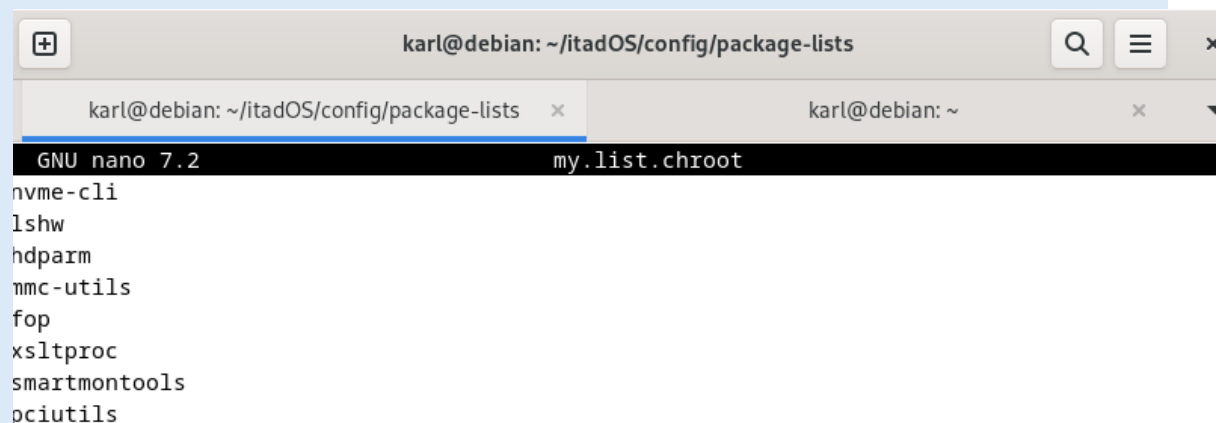 karl@debian: ~/itadOS/config/package-lists
karl@debian: ~/itadOS/config/package-lists × karl@debian: ~ ×
GNU nano 7.2 my.list.chroot
nvme-cli
lshw
hdparm
mmc-utils
fop
xsltproc
smartmontools
pciutils